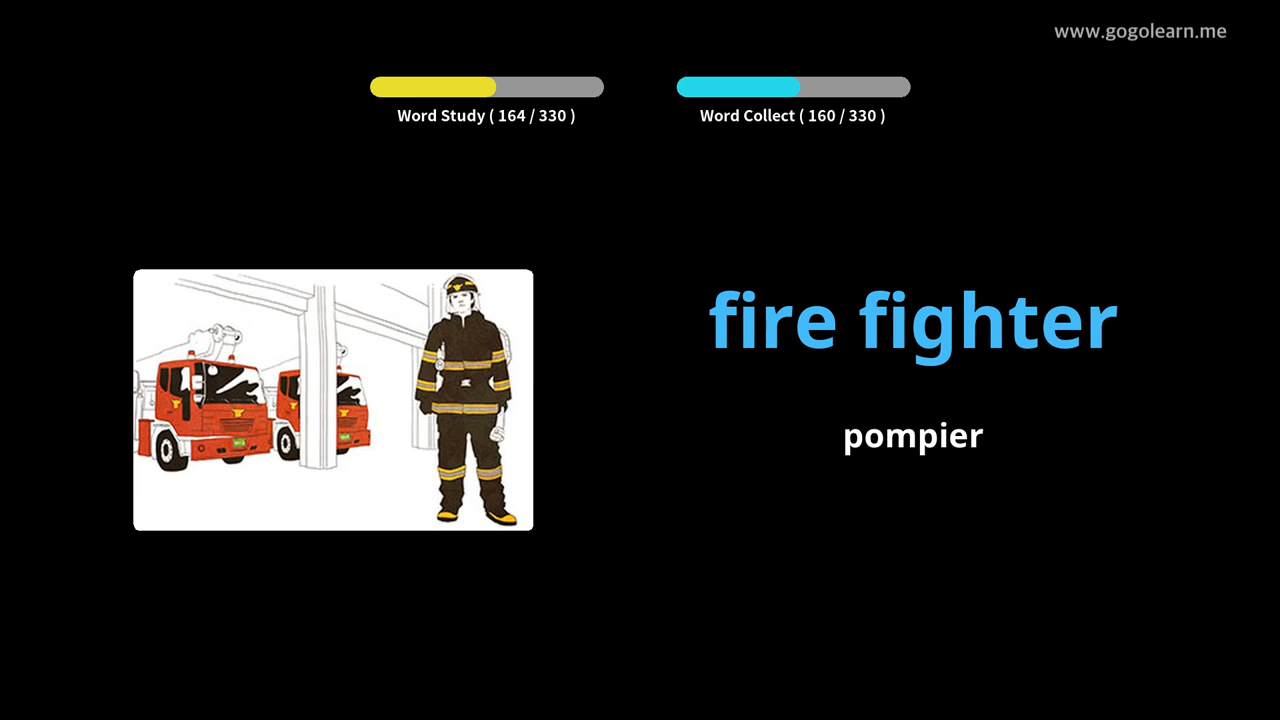 www.gogolearn.me
Word Study ( 164 / 330 )
Word Collect ( 160 / 330 )
fire fighter
pompier